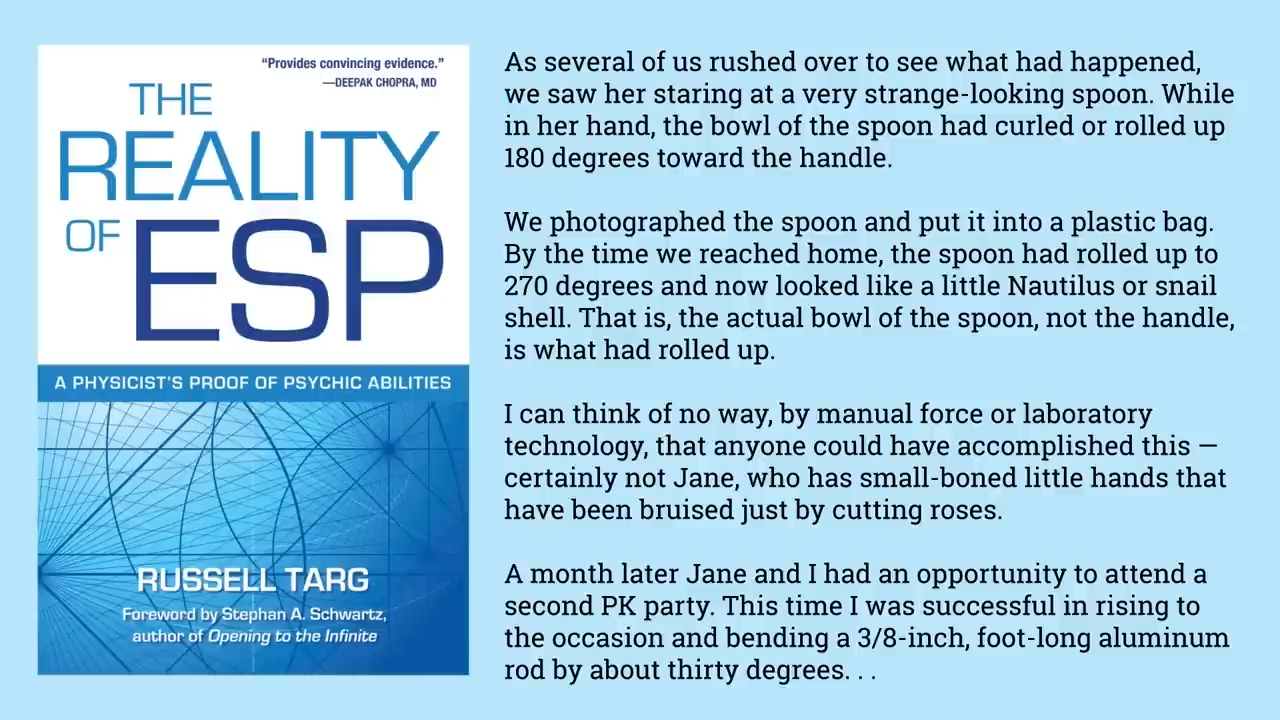 “Provides convincing evidence.”
—DEEPAK CHOPRA, MD
THE
REALITY
OF ESP
A PHYSICIST’S PROOF OF PSYCHIC ABILITIES
RUSSELL TARG
Foreword by Stephan A. Schwartz,
author of Opening to the Infinite
As several of us rushed over to see what had happened,
we saw her staring at a very strange-looking spoon. While
in her hand, the bowl of the spoon had curled or rolled up
180 degrees toward the handle.
We photographed the spoon and put it into a plastic bag.
By the time we reached home, the spoon had rolled up to
270 degrees and now looked like a little Nautilus or snail
shell. That is, the actual bowl of the spoon, not the handle,
is what had rolled up.
I can think of no way, by manual force or laboratory
technology, that anyone could have accomplished this —
certainly not Jane, who has small-boned little hands that
have been bruised just by cutting roses.
A month later Jane and I had an opportunity to attend a
second PK party. This time I was successful in rising to
the occasion and bending a 3/8-inch, foot-long aluminum
rod by about thirty degrees. . .